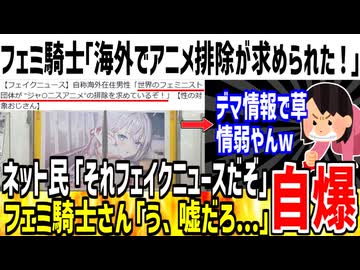 フェミ騎士「海外でアニメ排除が求められた！」
【フェイクニュース】自称海外在住男性「世界のフェミニスト
団体が"ジャ○ニスアニメ"の排除を求めているぞ！」【性の対
象おじさん】
デマ情報で草
情弱やんw
ネット民「それフェイクニュースだぞ」
フェミ騎士さん「う、嘘だろ...」
自爆